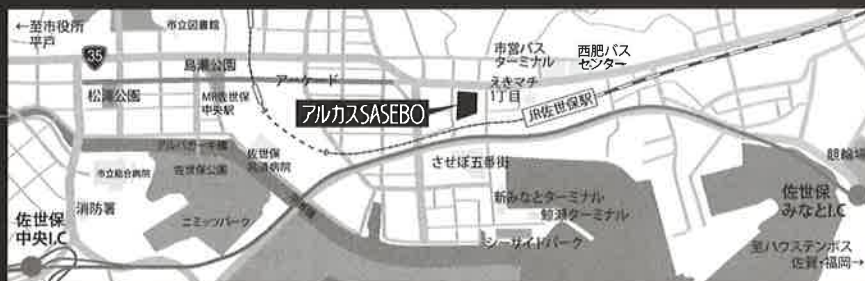 ←至市役所
平戸
市立図書館
35
島瀬公園
アーケード
松浦公園
MR佐世保
中央駅
市営バス
ターミナル
西肥バス
センター
えきマチ
1丁目
アルカスSASEBO
JR佐世保駅
アルバカーキ橋
佐世保
共済病院
市立総合病院
佐世保公園
させぼ五番街
競輪場
消防署
ニミッツパーク
新みなとターミナル
鯨瀬ターミナル
佐世保
中央I.C
シーサイドパーク
佐世保
みなとI.C
至ハウステンボス
佐賀・福岡→